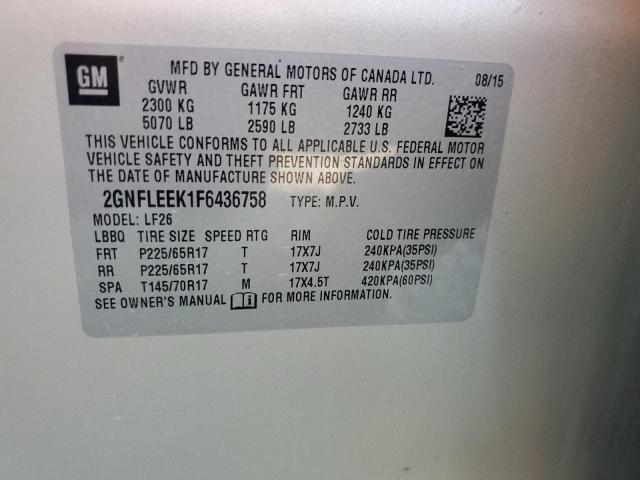 GM
MFD BY GENERAL MOTORS OF CANADA LTD. 08/15
GVWR GAWR FRT GAWR RR
2300 KG 1175 KG 1240 KG
5070 LB 2590 LB 2733 LB
THIS VEHICLE CONFORMS TO ALL APPLICABLE U.S. FEDERAL MOTOR
VEHICLE SAFETY AND THEFT PREVENTION STANDARDS IN EFFECT ON
THE DATE OF MANUFACTURE SHOWN ABOVE.
2GNFLEEK1F6436758 TYPE: M.P.V.
MODEL: LF26
LBBQ TIRE SIZE SPEED RTG RIM COLD TIRE PRESSURE
FRT P225/65R17 T 17X7J 240KPA(35PSI)
RR P225/65R17 T 17X7J 240KPA(35PSI)
SPA T145/70R17 M 17X4.5T 420KPA(60PSI)
SEE OWNER'S MANUAL FOR MORE INFORMATION.